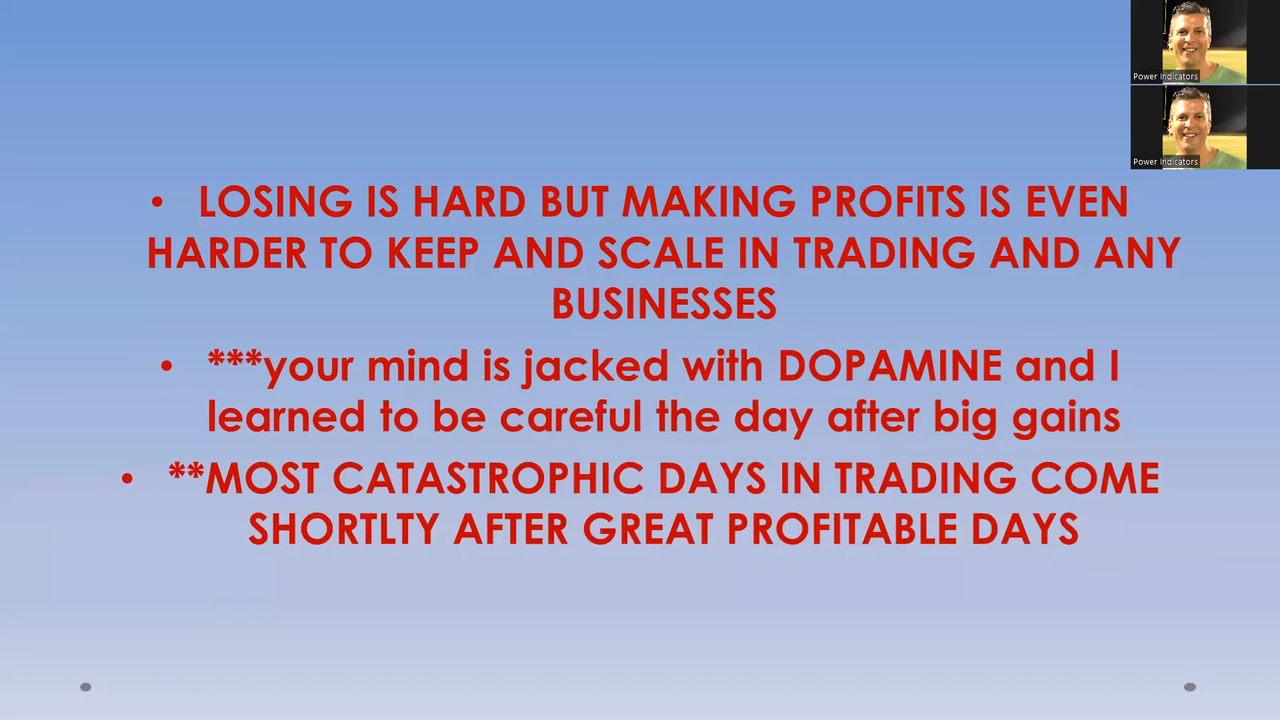 Power Indicators
Power Indicators
• LOSING IS HARD BUT MAKING PROFITS IS EVEN
HARDER TO KEEP AND SCALE IN TRADING AND ANY
BUSINESSES
• ***your mind is jacked with DOPAMINE and I
learned to be careful the day after big gains
• **MOST CATASTROPHIC DAYS IN TRADING COME
SHORTLTY AFTER GREAT PROFITABLE DAYS